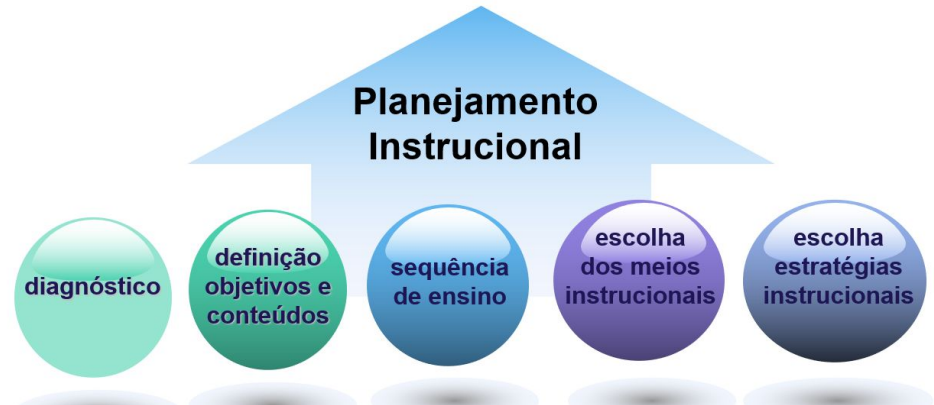 Planejamento
Instrucional
diagnóstico
definição
objetivos e
conteúdos
sequência
de ensino
escolha
dos meios
instrucionais
escolha
estratégias
instrucionais